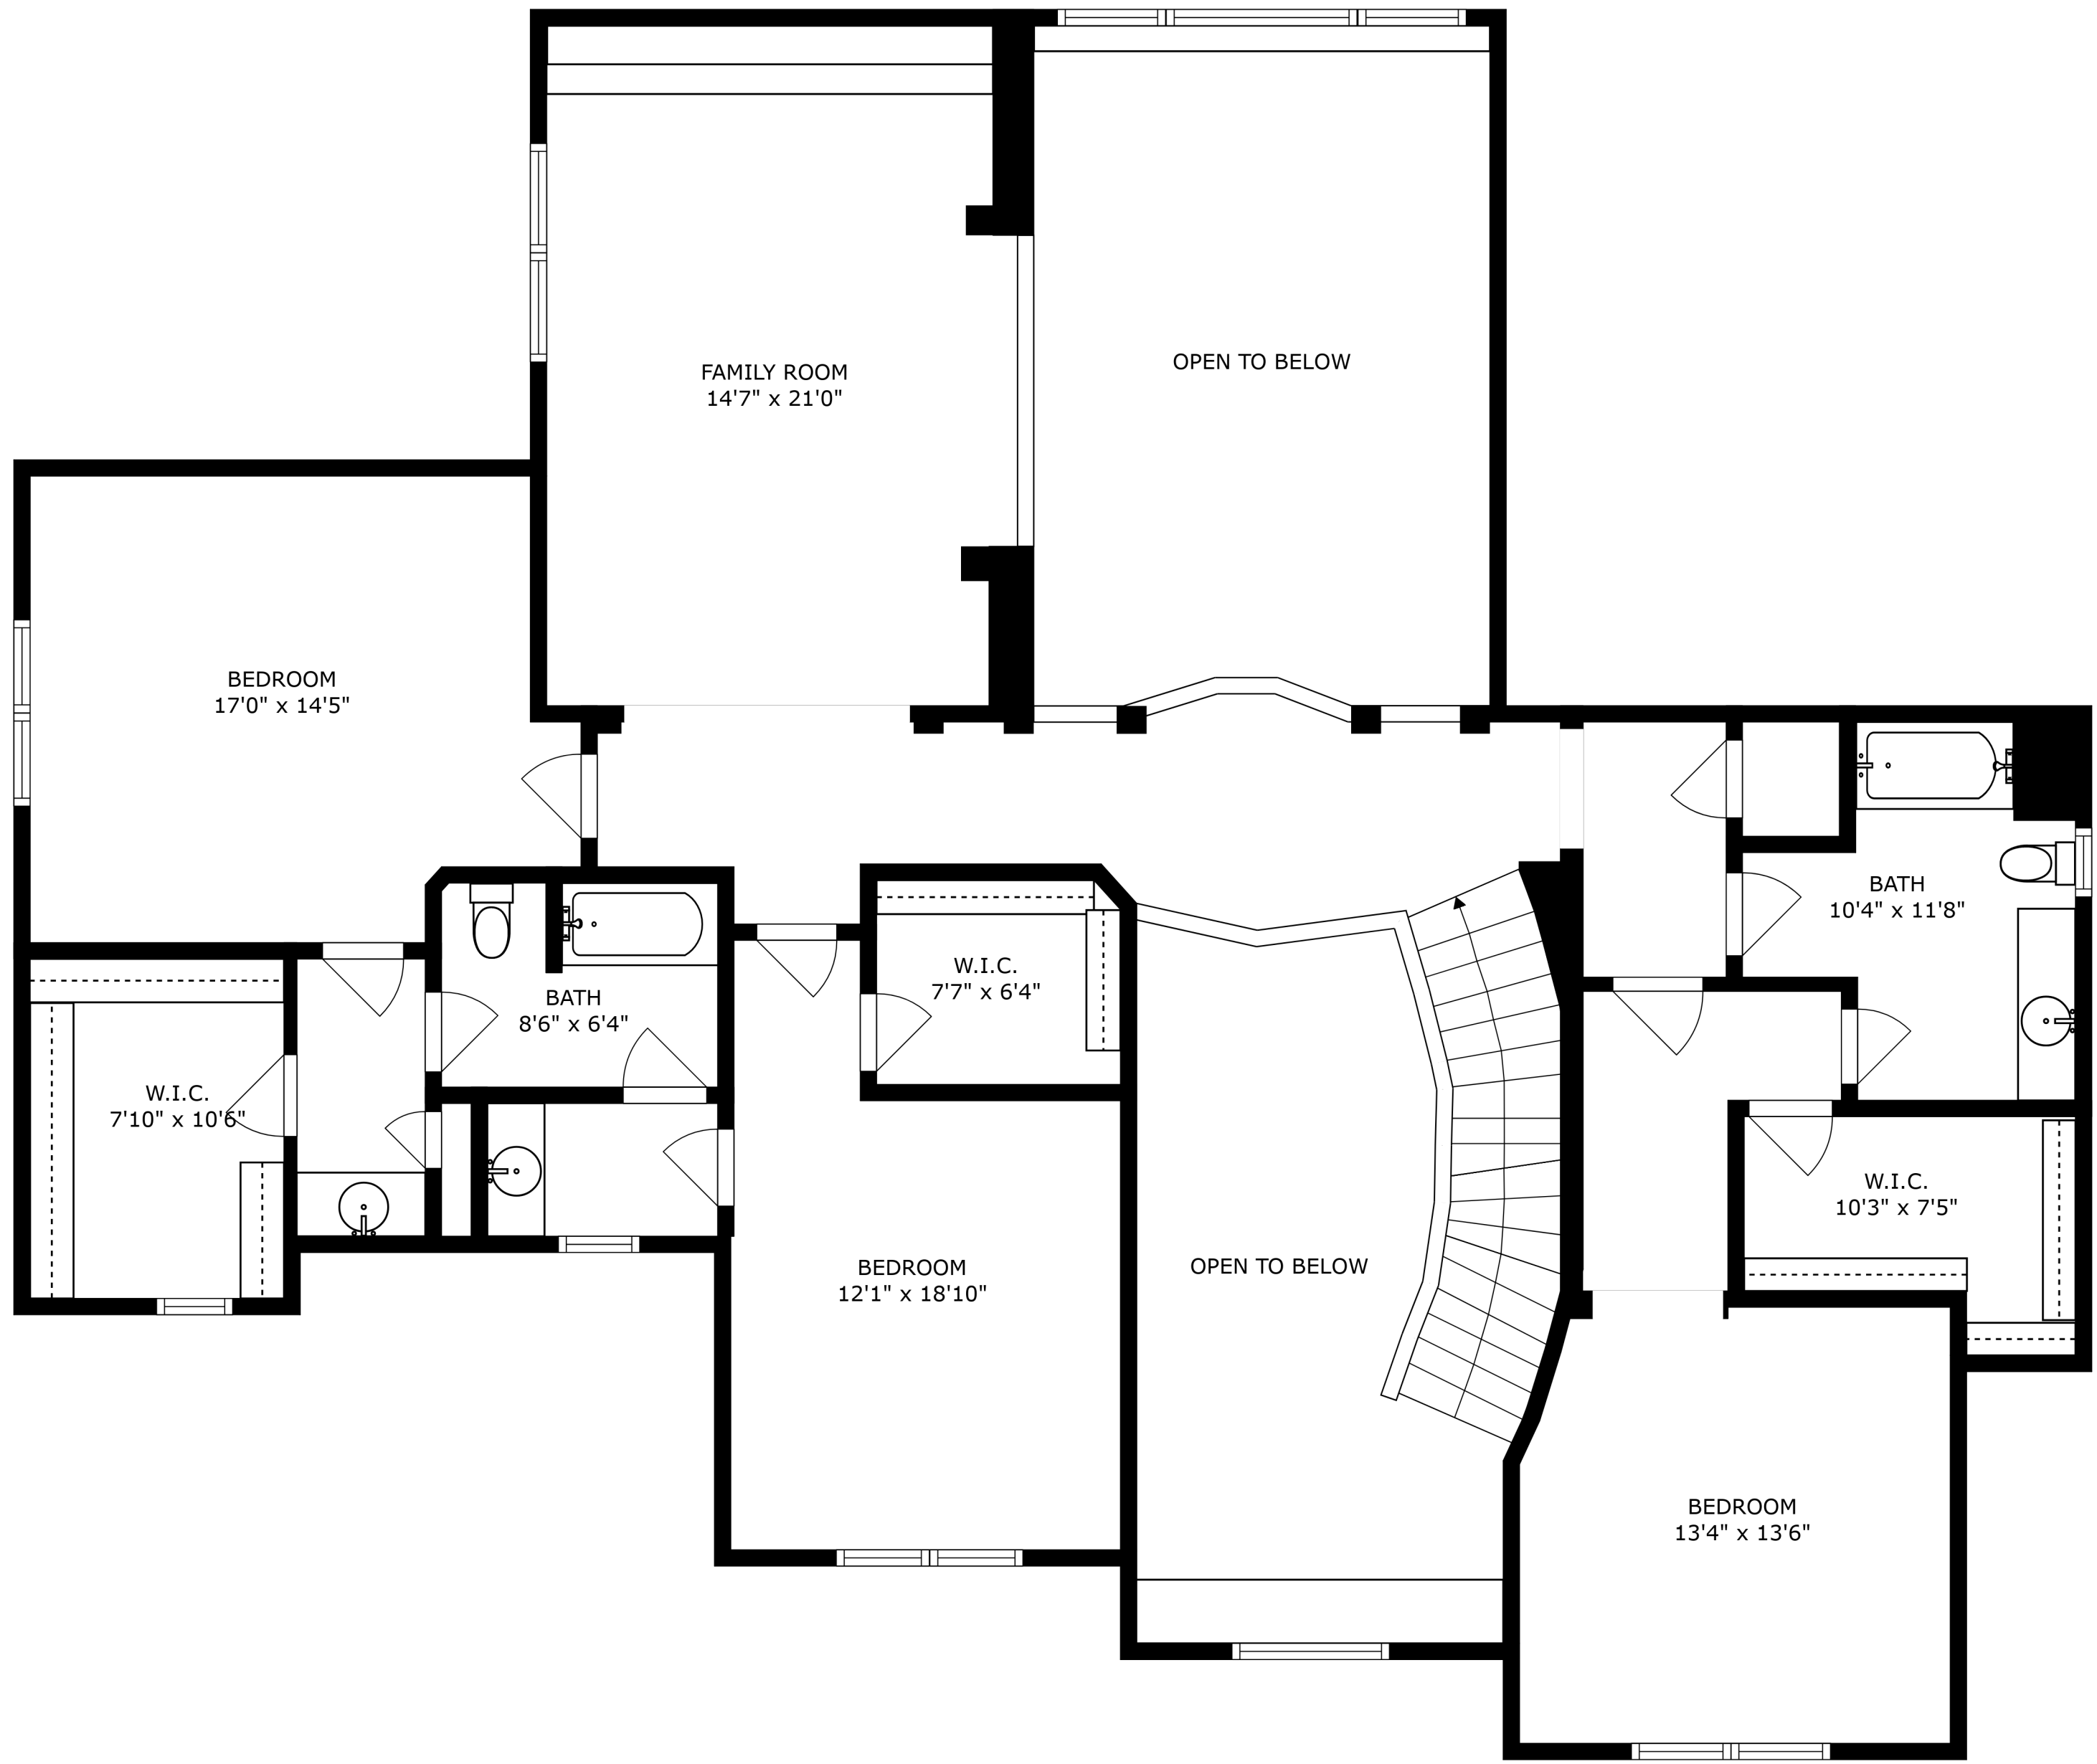 OPEN TO BELOW
FAMILY ROOM
14'7" x 21'0"
BEDROOM
17'0" x 14'5"
BATH
10'4" x 11'8"
W.I.C.
7'7" x 6'4"
BATH
8'6" x 6'4"
W.I.C.
7'10" x 10'6"
W.I.C.
10'3" x 7'5"
OPEN TO BELOW
BEDROOM
12'1" x 18'10"
BEDROOM
13'4" x 13'6"